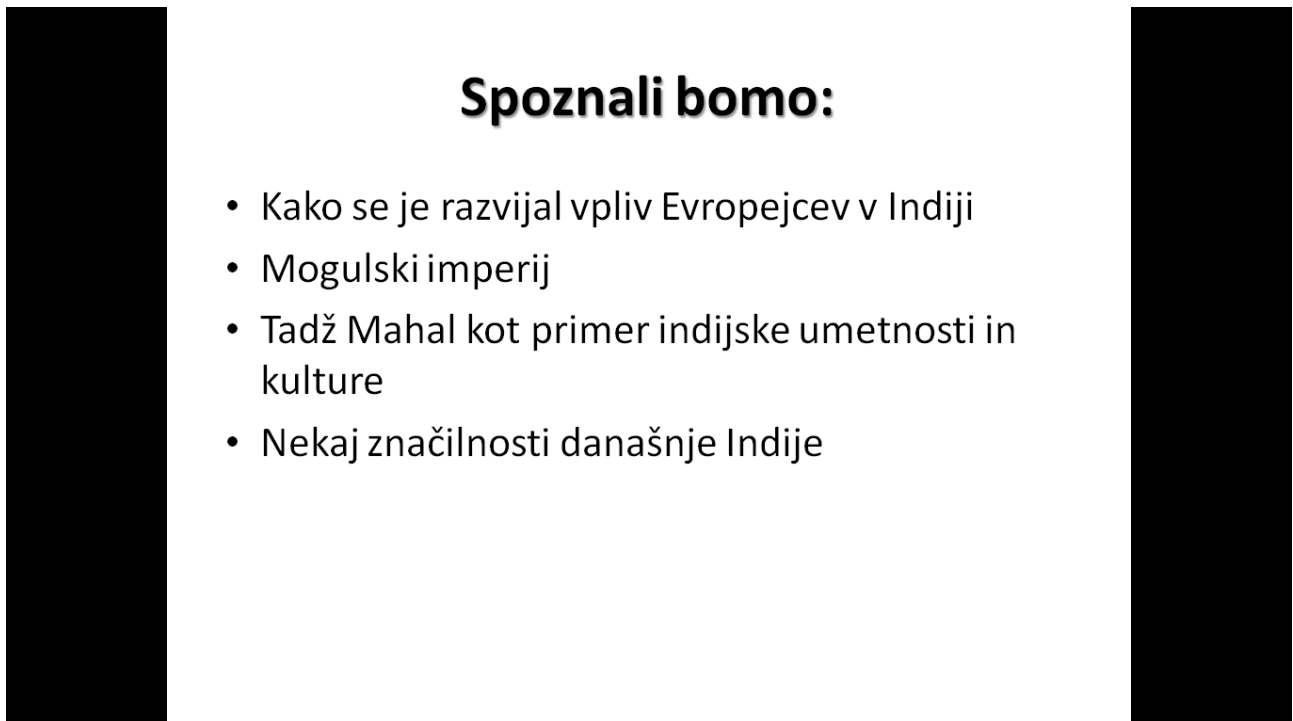 Spoznali bomo:
• Kako se je razvijal vpliv Evropejcev v Indiji
• Mogulski imperij
• Tadž Mahal kot primer indijske umetnosti in
kulture
• Nekaj značilnosti današnje Indije